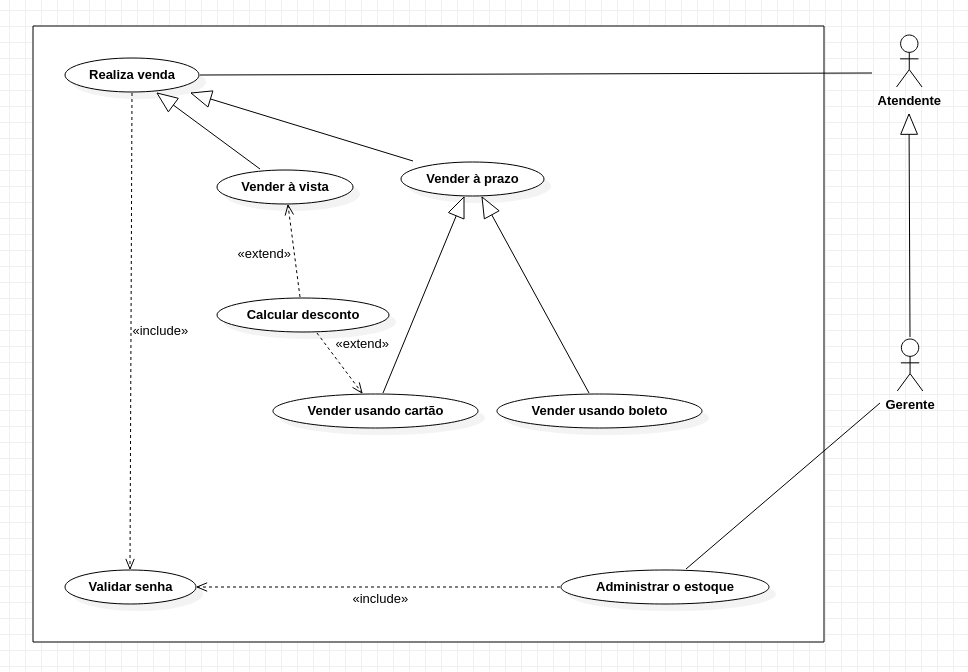 Realiza venda
Atendente
Vender à vista
Vender à prazo
«extend»
Calcular desconto
«include»
«extend»
Vender usando cartão
Vender usando boleto
Gerente
Validar senha
Administrar o estoque
«include»